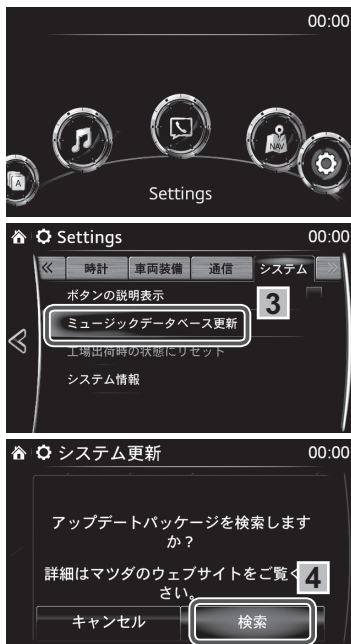 00:00
A
NAV
Settings
Settings 00:00
時計 車両装備 通信 システム
ボタンの説明表示
3
ミュージックデータベース更新
工場出荷時の状態にリセット
システム情報
システム更新 00:00
アップデートパッケージを検索します
か?
詳細はマツダのウェブサイトをご覧く
4
さい。
キャンセル 検索